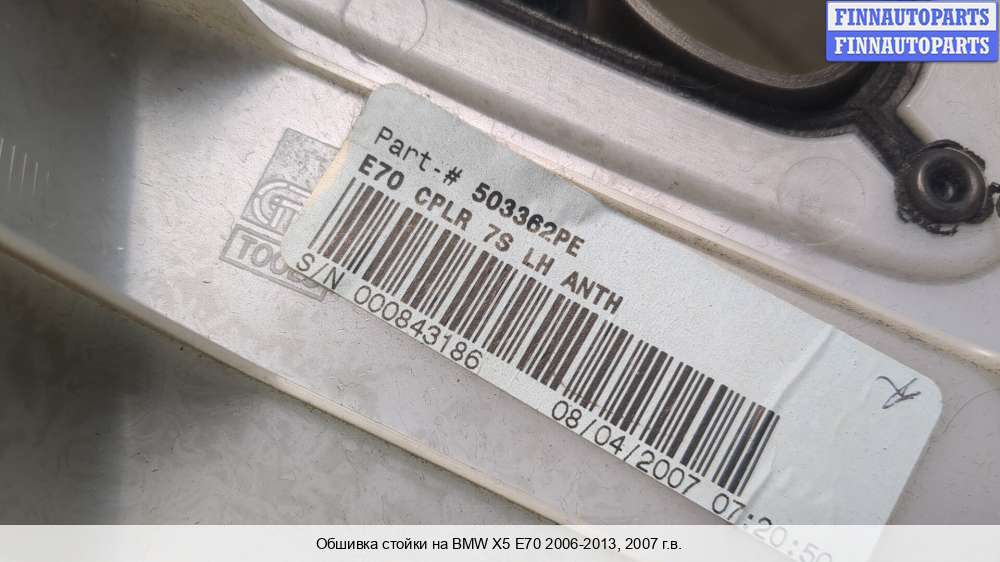 FINNAUTOPARTS
FINNAUTOPARTS
Part-# 503362PE
E70 CPLR 7S LH ANTH
S/N 000843186
08/04/2007 07:20:50
Обшивка стойки на BMW X5 E70 2006-2013, 2007 г.в.